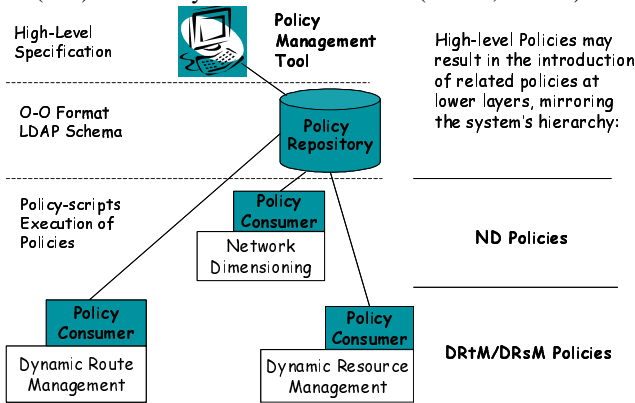 High-Level
Specification
Policy
Management
Tool
High-level Policies may
result in the introduction
of related policies at
lower layers, mirroring
the system's hierarchy:
O-O Format
LDAP Schema
Policy
Repository
Policy-scripts
Execution of
Policies
Policy
Consumer
Network
Dimensioning
ND Policies
Policy
Consumer
Dynamic Route
Management
Policy
Consumer
Dynamic Resource
Management
DRtM/DRsM Policies